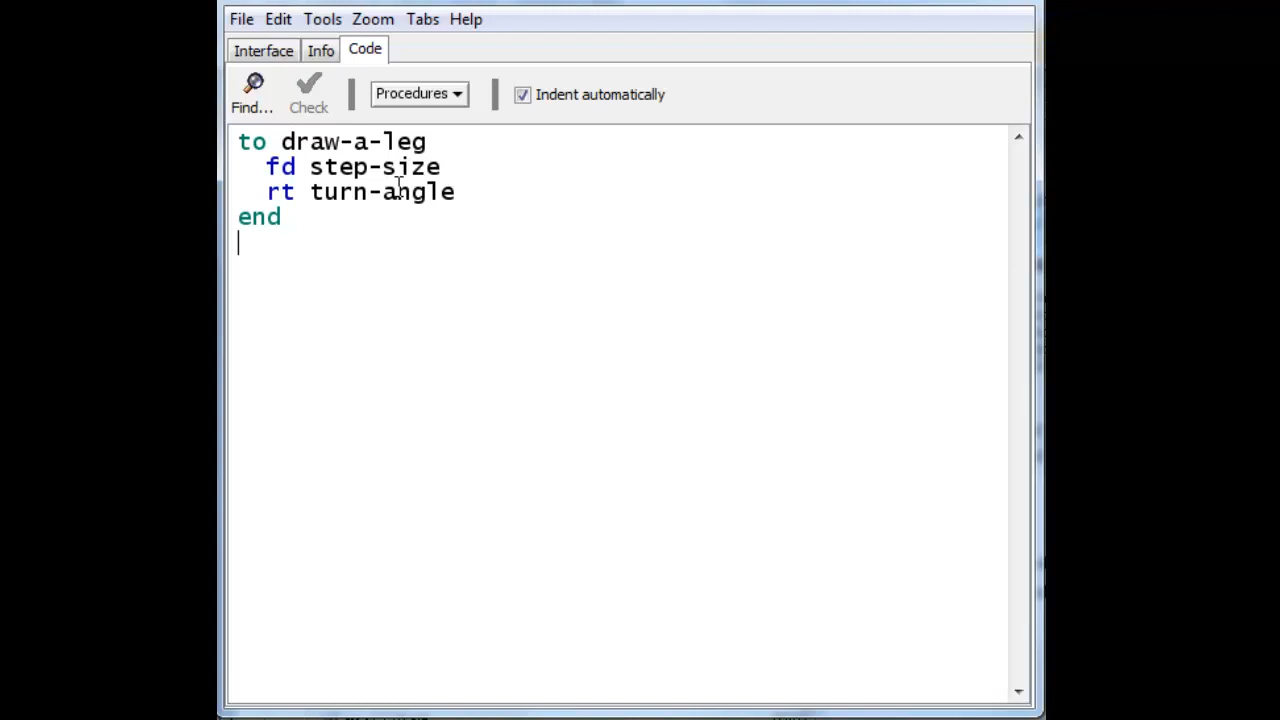 File Edit Tools Zoom Tabs Help
Interface Info Code
Find... Check Procedures Indent automatically
to draw-a-leg
  fd step-size
  rt turn-angle
end